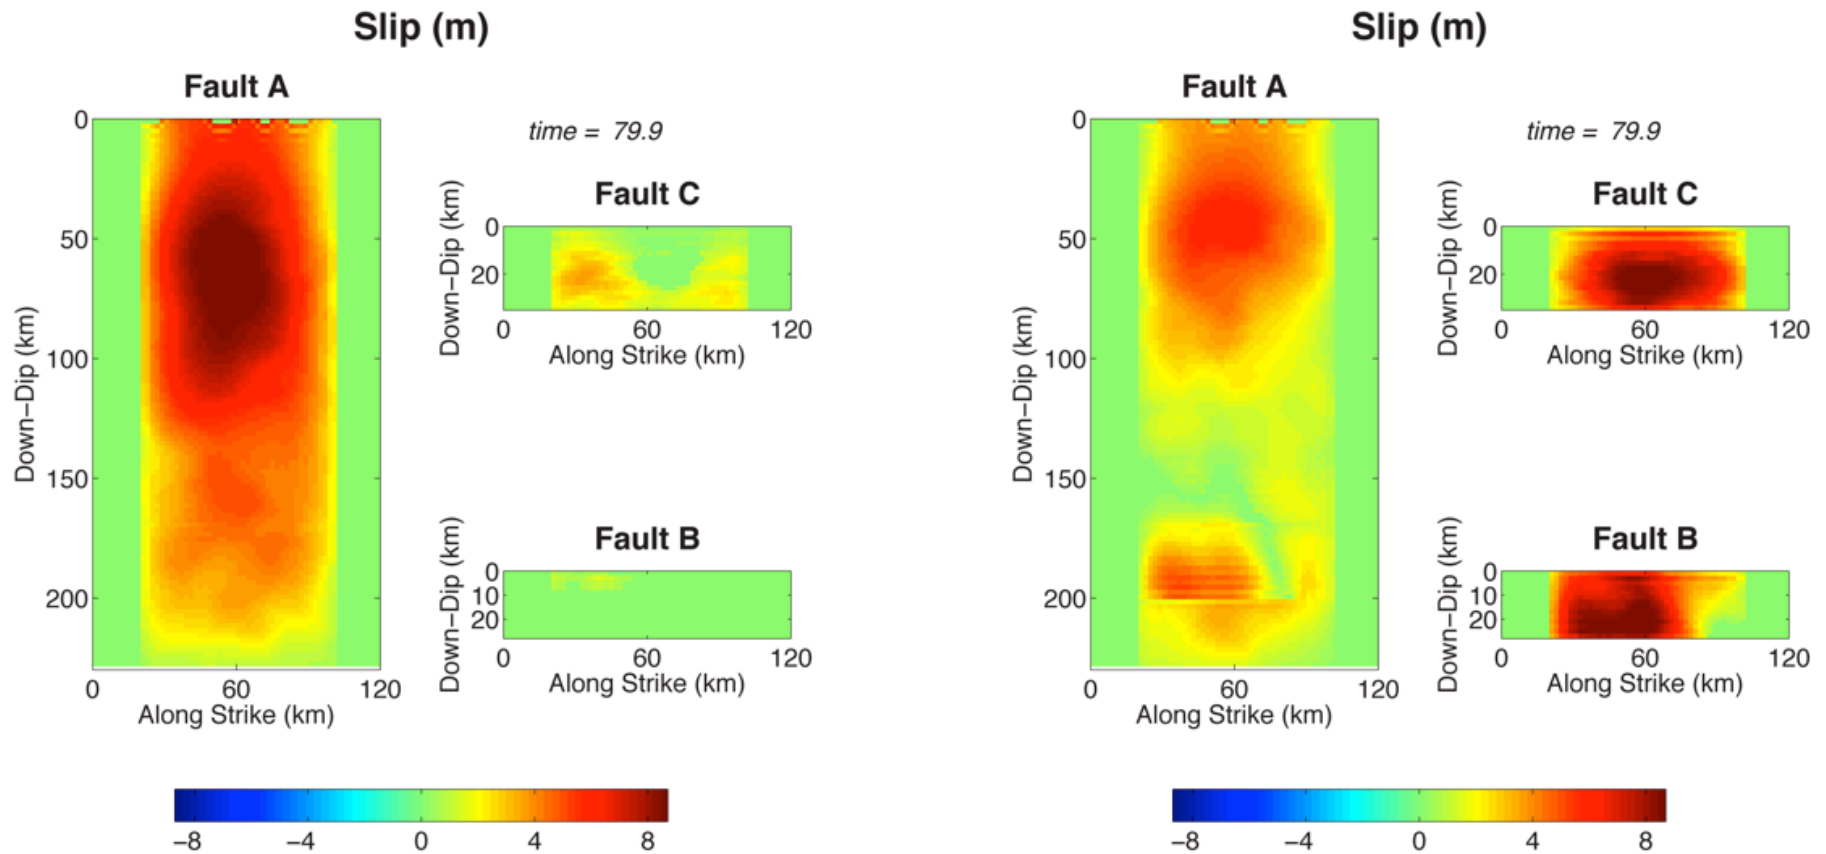 Slip (m)
Fault A
time = 79.9
Fault C
Fault B
0
50
100
150
200
0
60
120
Down−Dip (km)
Along Strike (km)
0
20
0
60
120
Down−Dip (km)
Along Strike (km)
0
10
20
0
60
120
Down−Dip (km)
Along Strike (km)
−8
−4
0
4
8
Slip (m)
Fault A
time = 79.9
Fault C
Fault B
0
50
100
150
200
0
60
120
Down−Dip (km)
Along Strike (km)
0
20
0
60
120
Down−Dip (km)
Along Strike (km)
0
10
20
0
60
120
Down−Dip (km)
Along Strike (km)
−8
−4
0
4
8